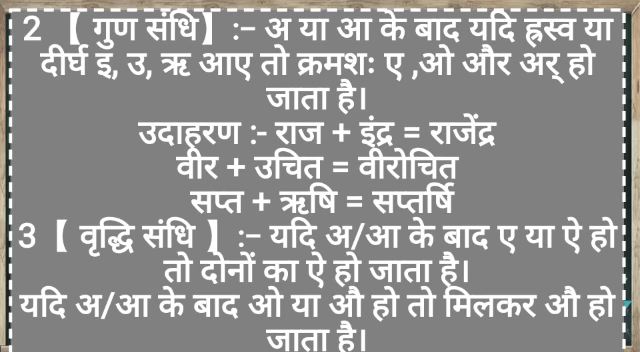 2 【 गुण संधि】 :– अ या आ के बाद यदि ह्रस्व या
दीर्घ इ, उ, ऋ आए तो क्रमशः ए ,ओ और अर् हो
जाता है।
उदाहरण :- राज + इंद्र = राजेंद्र
वीर + उचित = वीरोचित
सप्त + ऋषि = सप्तर्षि
3 【 वृद्धि संधि 】 :– यदि अ/आ के बाद ए या ऐ हो
तो दोनों का ऐ हो जाता है।
यदि अ/आ के बाद ओ या औ हो तो मिलकर औ हो
जाता है।